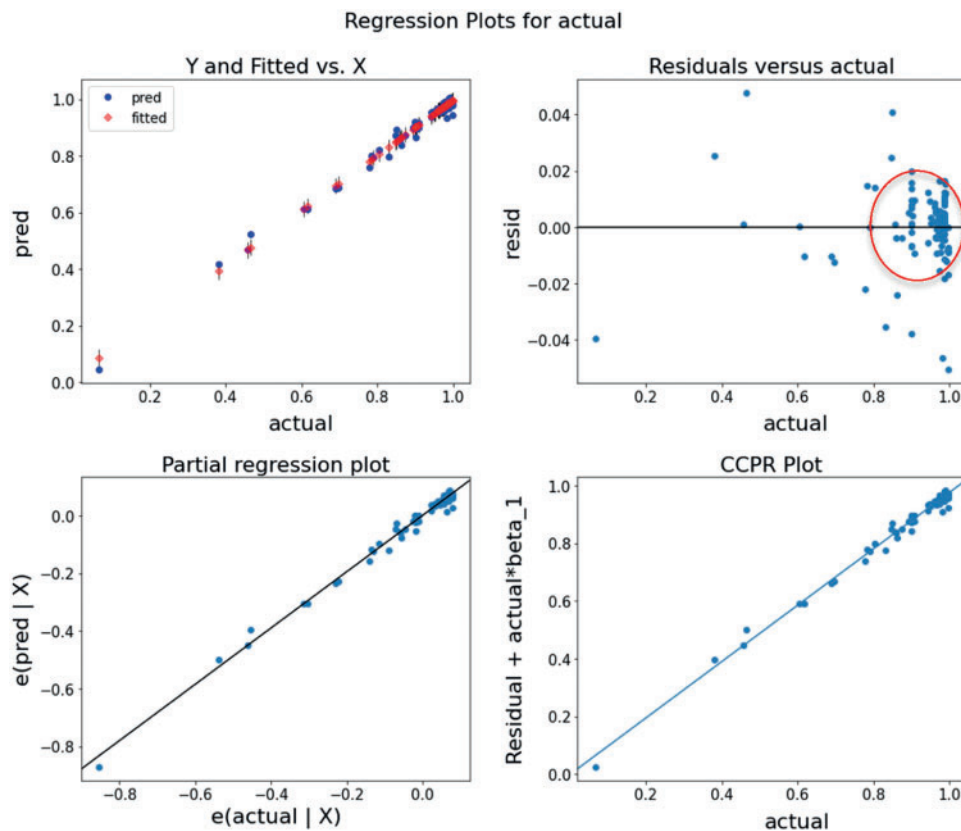 Regression Plots for actual
Y and Fitted vs. X
pred
fitted
1.0
0.8
0.6
0.4
0.2
0.0
pred
0.2
0.4
0.6
0.8
1.0
actual
Residuals versus actual
0.04
0.02
0.00
−0.02
−0.04
resid
0
0.2
0.4
0.6
0.8
1.0
actual
Partial regression plot
0.0
−0.2
−0.4
−0.6
−0.8
e(pred | X)
−0.8
−0.6
−0.4
−0.2
0.0
e(actual | X)
CCPR Plot
1.0
0.8
0.6
0.4
0.2
0.0
Residual + actual*beta_1
0
0.2
0.4
0.6
0.8
1.0
actual